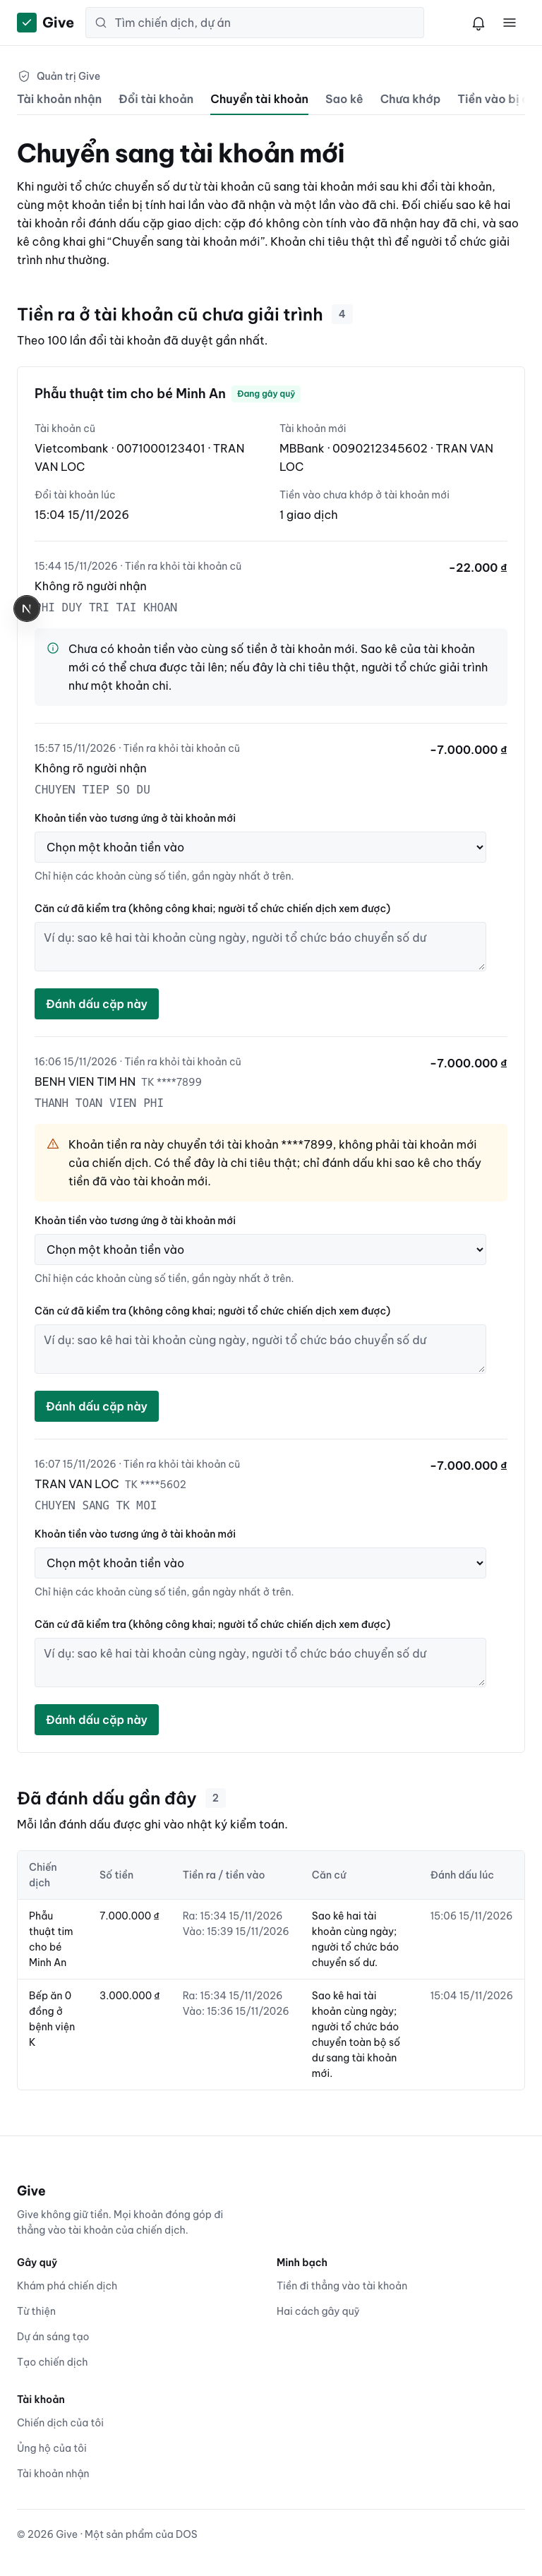 Give
Tìm chiến dịch, dự án
Quản trị Give
Tài khoản nhận
Đổi tài khoản
Chuyển tài khoản
Sao kê
Chưa khớp
Tiền vào bị
Chuyển sang tài khoản mới
Khi người tổ chức chuyển số dư từ tài khoản cũ sang tài khoản mới sau khi đổi tài khoản,
cùng một khoản tiền bị tính hai lần vào đã nhận và một lần vào đã chi. Đối chiếu sao kê hai
tài khoản rồi đánh dấu cặp giao dịch: cặp đó không còn tính vào đã nhận hay đã chi, và sao
kê công khai ghi “Chuyển sang tài khoản mới”. Khoản chi tiêu thật thì để người tổ chức giải
trình như thường.
Tiền ra ở tài khoản cũ chưa giải trình 4
Theo 100 lần đổi tài khoản đã duyệt gần nhất.
Phẫu thuật tim cho bé Minh An Đang gây quỹ
Tài khoản cũ
Vietcombank · 0071000123401 · TRAN
VAN LOC
Tài khoản mới
MBBank · 0090212345602 · TRAN VAN
LOC
Đổi tài khoản lúc
15:04 15/11/2026
Tiền vào chưa khớp ở tài khoản mới
1 giao dịch
15:44 15/11/2026 · Tiền ra khỏi tài khoản cũ
-22.000 ₫
Không rõ người nhận
N
HI DUY TRI TAI KHOAN
Chưa có khoản tiền vào cùng số tiền ở tài khoản mới. Sao kê của tài khoản
mới có thể chưa được tải lên; nếu đây là chi tiêu thật, người tổ chức giải trình
như một khoản chi.
15:57 15/11/2026 · Tiền ra khỏi tài khoản cũ
-7.000.000 ₫
Không rõ người nhận
CHUYEN TIEP SO DU
Khoản tiền vào tương ứng ở tài khoản mới
Chọn một khoản tiền vào
Chỉ hiện các khoản cùng số tiền, gần ngày nhất ở trên.
Căn cứ đã kiểm tra (không công khai; người tổ chức chiến dịch xem được)
Ví dụ: sao kê hai tài khoản cùng ngày, người tổ chức báo chuyển số dư
Đánh dấu cặp này
16:06 15/11/2026 · Tiền ra khỏi tài khoản cũ
-7.000.000 ₫
BENH VIEN TIM HN TK ****7899
THANH TOAN VIEN PHI
Khoản tiền ra này chuyển tới tài khoản ****7899, không phải tài khoản mới
của chiến dịch. Có thể đây là chi tiêu thật; chỉ đánh dấu khi sao kê cho thấy
tiền đã vào tài khoản mới.
Khoản tiền vào tương ứng ở tài khoản mới
Chọn một khoản tiền vào
Chỉ hiện các khoản cùng số tiền, gần ngày nhất ở trên.
Căn cứ đã kiểm tra (không công khai; người tổ chức chiến dịch xem được)
Ví dụ: sao kê hai tài khoản cùng ngày, người tổ chức báo chuyển số dư
Đánh dấu cặp này
16:07 15/11/2026 · Tiền ra khỏi tài khoản cũ
-7.000.000 ₫
TRAN VAN LOC TK ****5602
CHUYEN SANG TK MOI
Khoản tiền vào tương ứng ở tài khoản mới
Chọn một khoản tiền vào
Chỉ hiện các khoản cùng số tiền, gần ngày nhất ở trên.
Căn cứ đã kiểm tra (không công khai; người tổ chức chiến dịch xem được)
Ví dụ: sao kê hai tài khoản cùng ngày, người tổ chức báo chuyển số dư
Đánh dấu cặp này
Đã đánh dấu gần đây 2
Mỗi lần đánh dấu được ghi vào nhật ký kiểm toán.
Chiến
dịch
Số tiền
Tiền ra / tiền vào
Căn cứ
Đánh dấu lúc
Phẫu
thuật tim
cho bé
Minh An
7.000.000 ₫
Ra: 15:34 15/11/2026
Vào: 15:39 15/11/2026
Sao kê hai tài
khoản cùng ngày;
người tổ chức báo
chuyển số dư.
15:06 15/11/2026
Bếp ăn 0
đồng ở
bệnh viện
K
3.000.000 ₫
Ra: 15:34 15/11/2026
Vào: 15:36 15/11/2026
Sao kê hai tài
khoản cùng ngày;
người tổ chức báo
chuyển toàn bộ số
dư sang tài khoản
mới.
15:04 15/11/2026
Give
Give không giữ tiền. Mọi khoản đóng góp đi
thẳng vào tài khoản của chiến dịch.
Gây quỹ
Khám phá chiến dịch
Từ thiện
Dự án sáng tạo
Tạo chiến dịch
Minh bạch
Tiền đi thẳng vào tài khoản
Hai cách gây quỹ
Tài khoản
Chiến dịch của tôi
Ủng hộ của tôi
Tài khoản nhận
© 2026 Give · Một sản phẩm của DOS